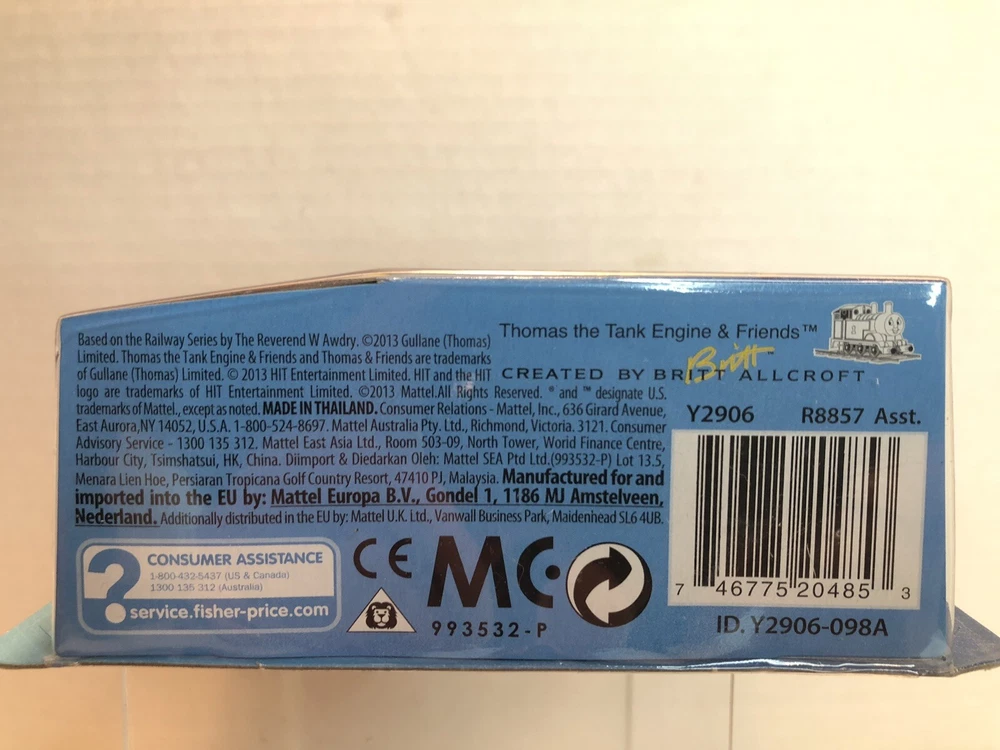 Based on the Railway Series by The Reverend W Awdry. ©2013 Gullane (Thomas)
Limited. Thomas the Tank Engine & Friends and Thomas & Friends are trademarks
of Gullane (Thomas) Limited. © 2013 HIT Entertainment Limited. HIT and the HIT
logo are trademarks of HIT Entertainment Limited. ©2013 Mattel.All Rights Reserved. ® and ™ designate U.S.
trademarks of Mattel., except as noted. MADE IN THAILAND. Consumer Relations - Mattel, Inc., 636 Girard Avenue,
East Aurora,NY 14052, U.S.A. 1-800-524-8697. Mattel Australia Pty. Ltd., Richmond, Victoria. 3121. Consumer
Advisory Service - 1300 135 312. Mattel East Asia Ltd., Room 503-09, North Tower, World Finance Centre,
Harbour City, Tsimshatsui, HK, China. Diimport & Diedarkan Oleh: Mattel SEA Ptd Ltd.(993532-P) Lot 13.5,
Menara Lien Hoe, Persiaran Tropicana Golf Country Resort, 47410 PJ, Malaysia. Manufactured for and
imported into the EU by: Mattel Europa B.V., Gondel 1, 1186 MJ Amstelveen,
Nederland. Additionally distributed in the EU by: Mattel U.K. Ltd., Vanwall Business Park, Maidenhead SL6 4UB.
Thomas the Tank Engine & Friends™
Britt™
CREATED BY BRITT ALLCROFT
1
Y2906 R8857 Asst.
7 46775 20485 3
ID. Y2906-098A
?
CONSUMER ASSISTANCE
1-800-432-5437 (US & Canada)
1300 135 312 (Australia)
service.fisher-price.com
CE
MC
993532-P